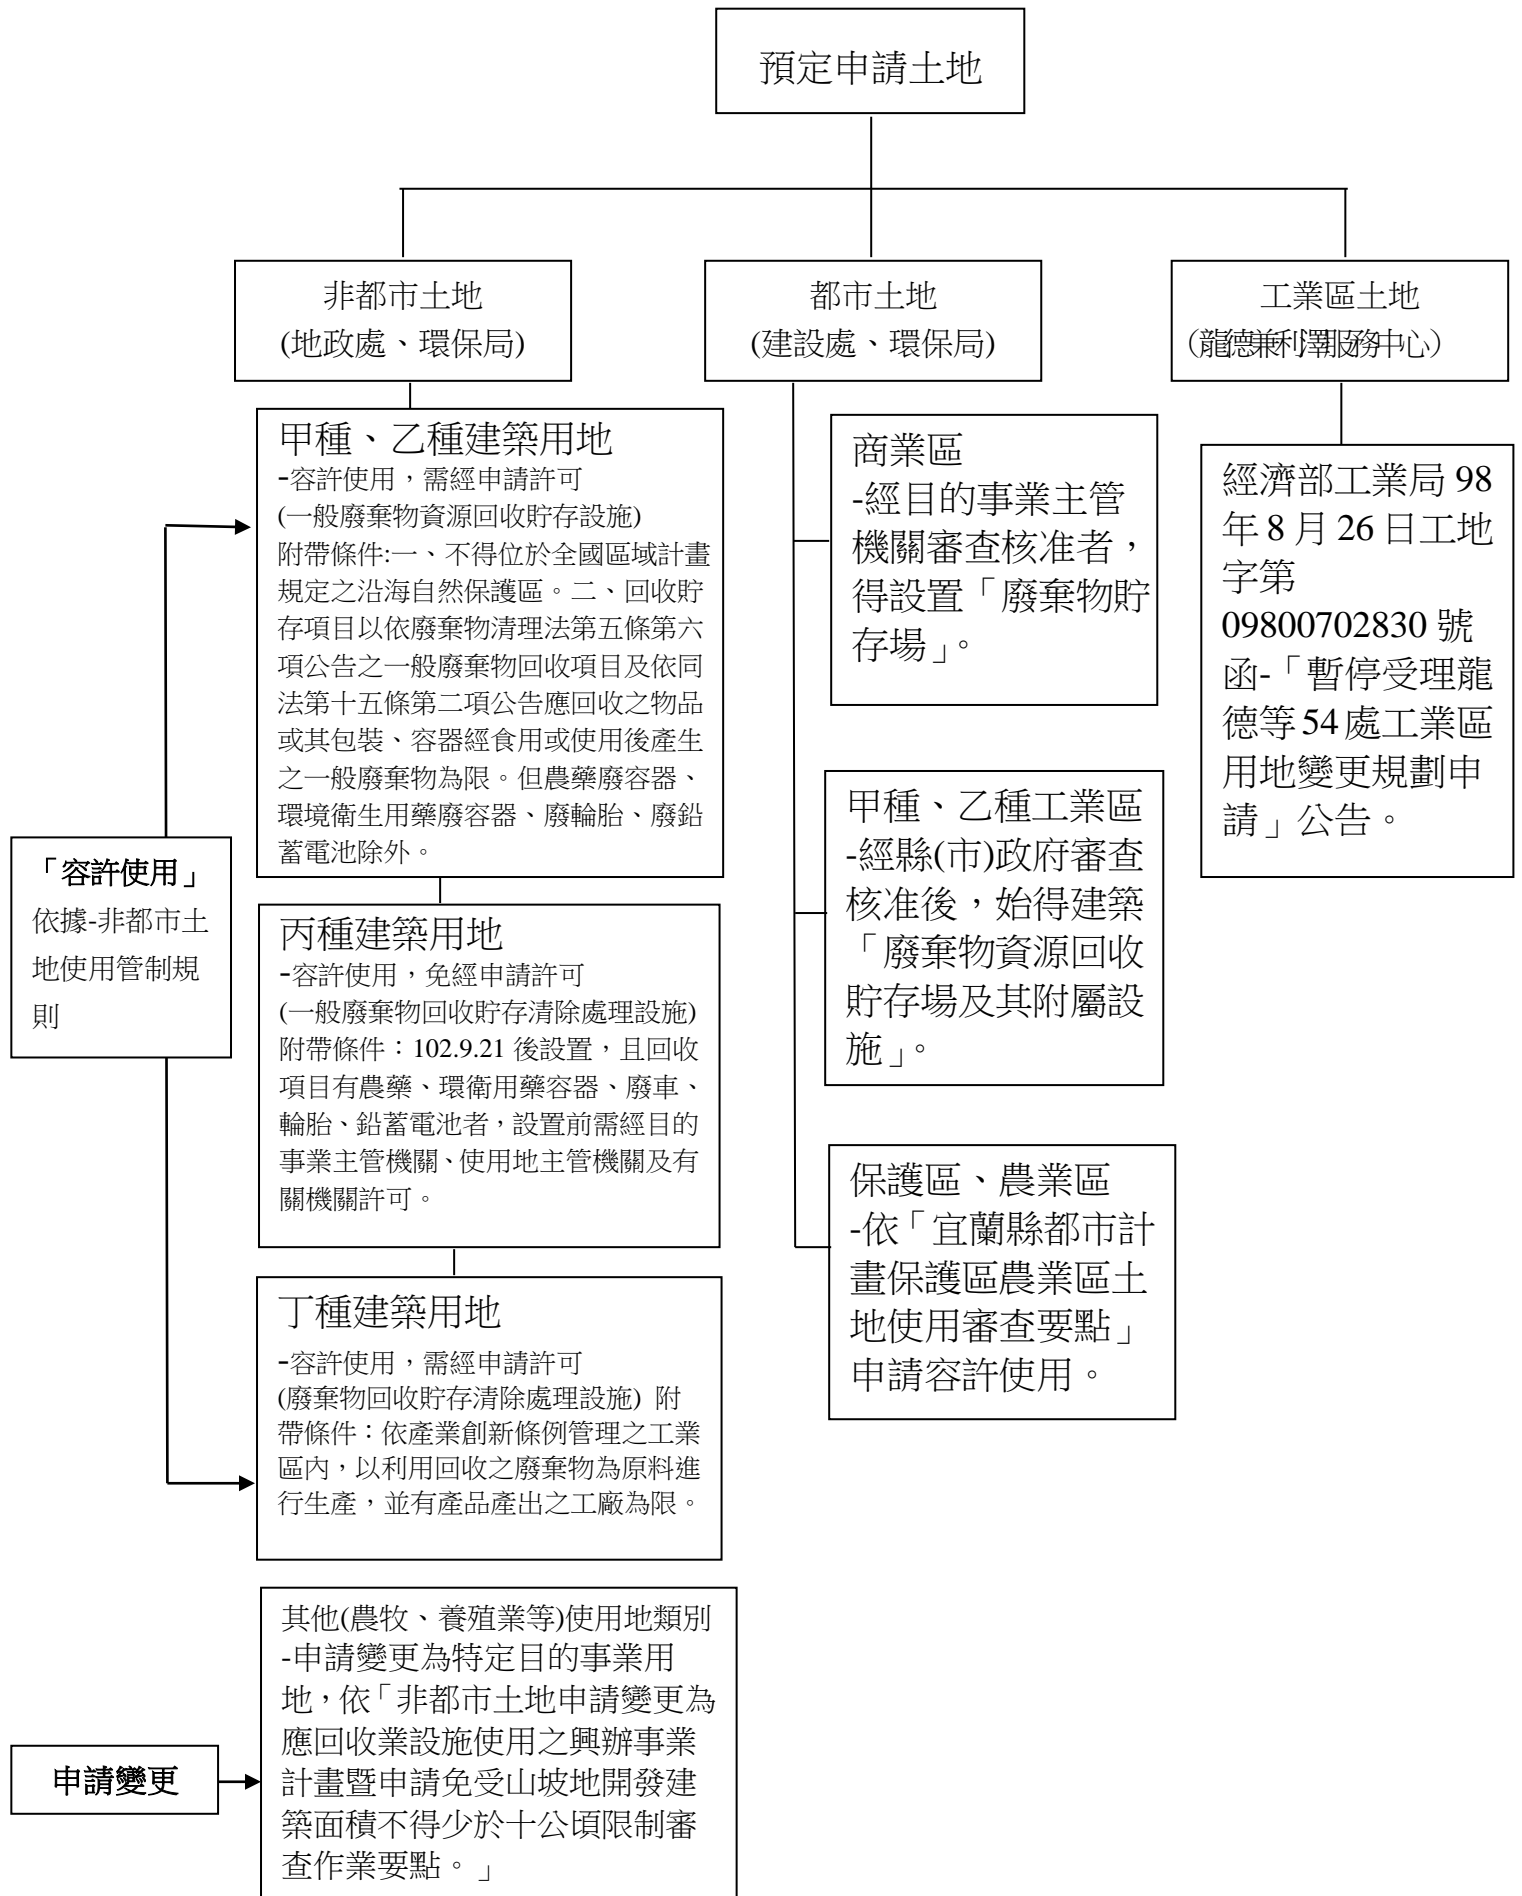 預定申請土地
非都市土地
(地政處、環保局)
都市土地
(建設處、環保局)
工業區土地
(龍德兼利澤服務中心)
甲種、乙種建築用地
-容許使用，需經申請許可
(一般廢棄物資源回收貯存設施)
附帶條件:一、不得位於全國區域計畫
規定之沿海自然保護區。二、回收貯
存項目以依廢棄物清理法第五條第六
項公告之一般廢棄物回收項目及依同
法第十五條第二項公告應回收之物品
或其包裝、容器經食用或使用後產生
之一般廢棄物為限。但農藥廢容器、
環境衛生用藥廢容器、廢輪胎、廢鉛
蓄電池除外。
「容許使用」
依據-非都市土
地使用管制規
則
丙種建築用地
-容許使用，免經申請許可
(一般廢棄物回收貯存清除處理設施)
附帶條件：102.9.21 後設置，且回收
項目有農藥、環衛用藥容器、廢車、
輪胎、鉛蓄電池者，設置前需經目的
事業主管機關、使用地主管機關及有
關機關許可。
丁種建築用地
-容許使用，需經申請許可
(廢棄物回收貯存清除處理設施) 附
帶條件：依產業創新條例管理之工業
區內，以利用回收之廢棄物為原料進
行生產，並有產品產出之工廠為限。
申請變更
其他(農牧、養殖業等)使用地類別
-申請變更為特定目的事業用
地，依「非都市土地申請變更為
應回收業設施使用之興辦事業
計畫暨申請免受山坡地開發建
築面積不得少於十公頃限制審
查作業要點。」
商業區
-經目的事業主管
機關審查核准者，
得設置「廢棄物貯
存場」。
甲種、乙種工業區
-經縣(市)政府審查
核准後，始得建築
「廢棄物資源回收
貯存場及其附屬設
施」。
保護區、農業區
-依「宜蘭縣都市計
畫保護區農業區土
地使用審查要點」
申請容許使用。
經濟部工業局 98
年 8 月 26 日工地
字第
09800702830 號
函-「暫停受理龍
德等 54 處工業區
用地變更規劃申
請」公告。